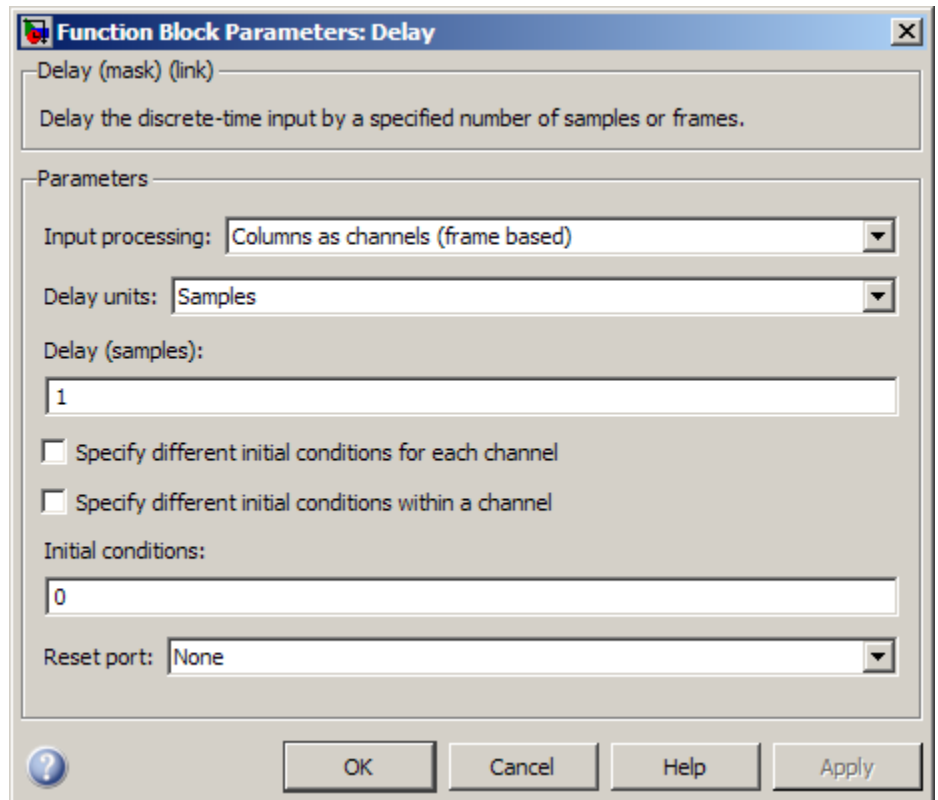 Function Block Parameters: Delay
Delay (mask) (link)
Delay the discrete-time input by a specified number of samples or frames.
Parameters
Input processing: Columns as channels (frame based)
Delay units: Samples
Delay (samples):
1
Specify different initial conditions for each channel
Specify different initial conditions within a channel
Initial conditions:
0
Reset port: None
? OK Cancel Help Apply